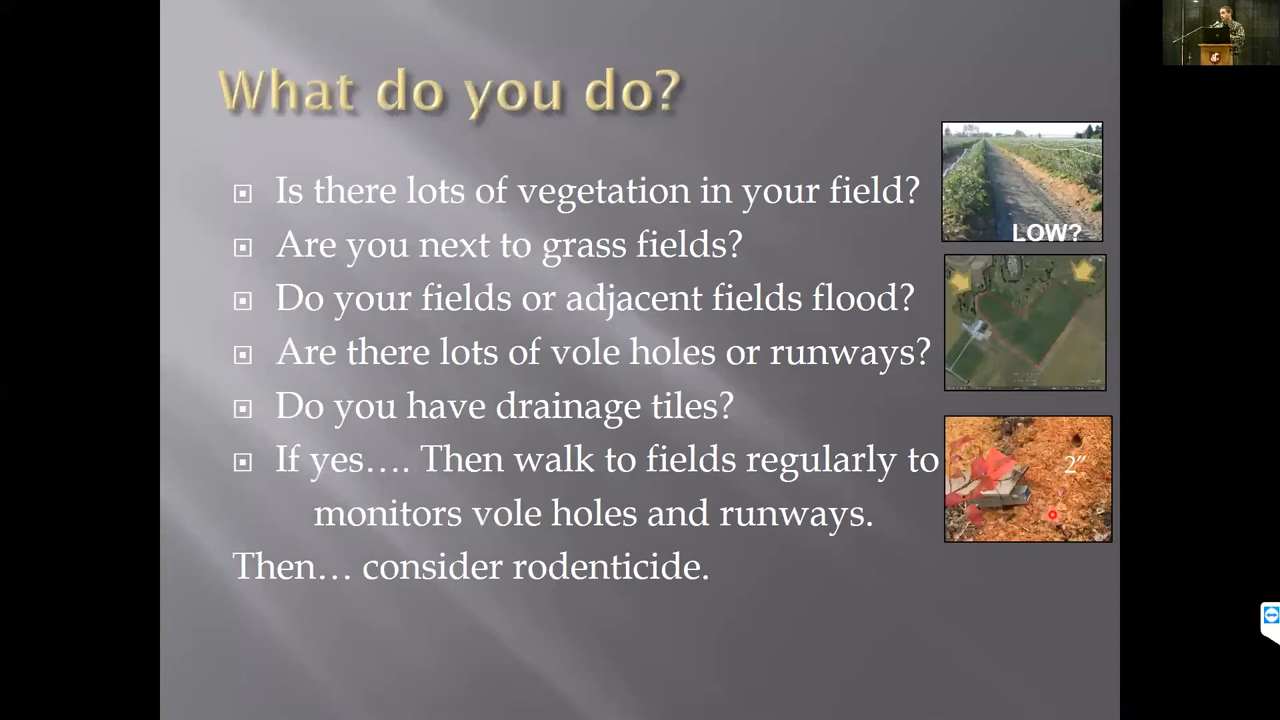 What do you do?
Is there lots of vegetation in your field?
Are you next to grass fields?
Do your fields or adjacent fields flood?
Are there lots of vole holes or runways?
Do you have drainage tiles?
If yes…. Then walk to fields regularly to
monitors vole holes and runways.
Then… consider rodenticide.
LOW?
2”